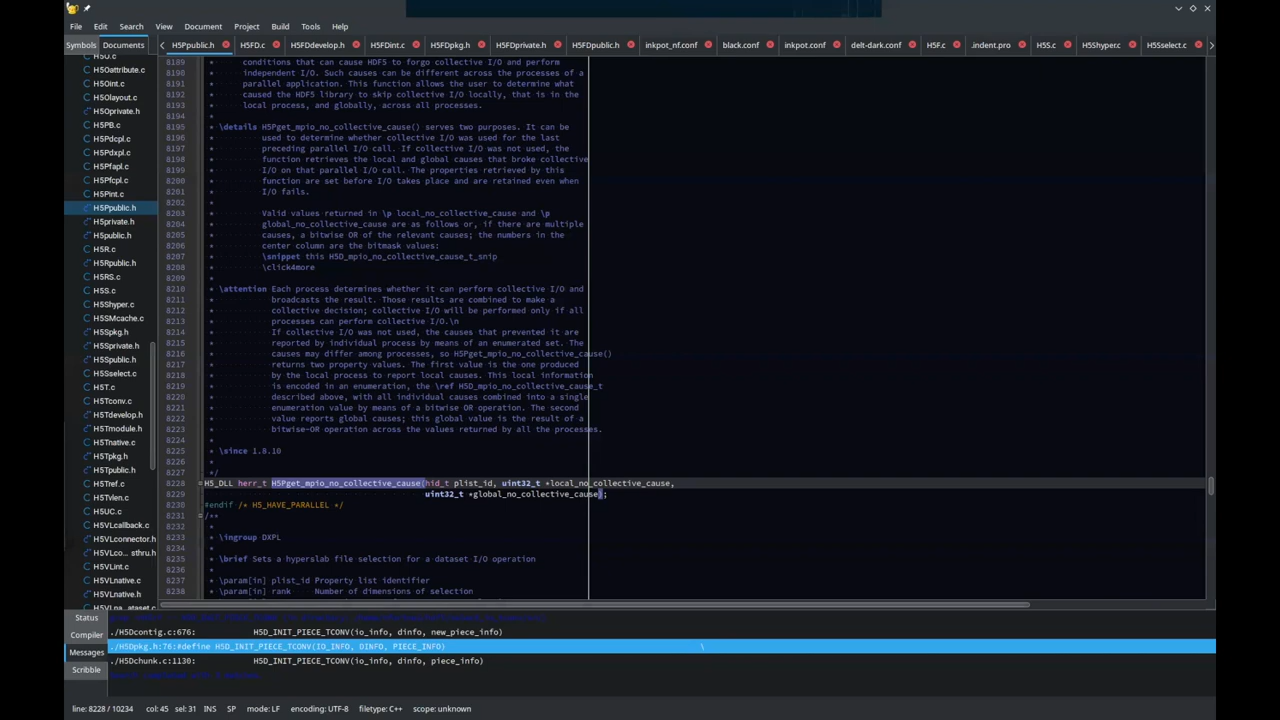 File Edit Search View Document Project Build Tools Help
Symbols Documents
H5Ppublic.h H5FD.c H5FDdevelop.h H5FDint.c H5FDpkg.h H5FDprivate.h H5FDpublic.h inkpot_nf.conf black.conf inkpot.conf delt-dark.conf H5F.c .indent.pro H5S.c H5Shyper.c H5Sselect.c
H5O.c
H5Oattribute.c
H5Oint.c
H5Olayout.c
H5Oprivate.h
H5PB.c
H5Pdcpl.c
H5Pdxpl.c
H5Pfapl.c
H5Pfcpl.c
H5Pint.c
H5Ppublic.h
H5private.h
H5public.h
H5R.c
H5Rpublic.h
H5RS.c
H5S.c
H5Shyper.c
H5SMcache.c
H5Spkg.h
H5Sprivate.h
H5Spublic.h
H5Sselect.c
H5T.c
H5Tconv.c
H5Tdevelop.h
H5Tmodule.h
H5Tnative.c
H5Tpkg.h
H5Tpublic.h
H5Tref.c
H5Tvlen.c
H5UC.c
H5VLcallback.c
H5VLconnector.h
H5VLco... sthru.h
H5VLint.c
H5VLnative.c
H5VLnative.h
H5VLna...ataset.c
8189 conditions that can cause HDF5 to forgo collective I/O and perform
8190 * independent I/O. Such causes can be different across the processes of a
8191 * parallel application. This function allows the user to determine what
8192 * caused the HDF5 library to skip collective I/O locally, that is in the
8193 * local process, and globally, across all processes.
8194 *
8195 * \details H5Pget_mpio_no_collective_cause() serves two purposes. It can be
8196 * used to determine whether collective I/O was used for the last
8197 * preceding parallel I/O call. If collective I/O was not used, the
8198 * function retrieves the local and global causes that broke collective
8199 * I/O on that parallel I/O call. The properties retrieved by this
8200 * function are set before I/O takes place and are retained even when
8201 * I/O fails.
8202 *
8203 * Valid values returned in \p local_no_collective_cause and \p
8204 * global_no_collective_cause are as follows or, if there are multiple
8205 * causes, a bitwise OR of the relevant causes; the numbers in the
8206 * center column are the bitmask values:
8207 * \snippet this H5D_mpio_no_collective_cause_t_snip
8208 * \click4more
8209 *
8210 * \attention Each process determines whether it can perform collective I/O and
8211 * broadcasts the result. Those results are combined to make a
8212 * collective decision; collective I/O will be performed only if all
8213 * processes can perform collective I/O.\n
8214 * If collective I/O was not used, the causes that prevented it are
8215 * reported by individual process by means of an enumerated set. The
8216 * causes may differ among processes, so H5Pget_mpio_no_collective_cause()
8217 * returns two property values. The first value is the one produced
8218 * by the local process to report local causes. This local information
8219 * is encoded in an enumeration, the \ref H5D_mpio_no_collective_cause_t
8220 * described above, with all individual causes combined into a single
8221 * enumeration value by means of a bitwise OR operation. The second
8222 * value reports global causes; this global value is the result of a
8223 * bitwise-OR operation across the values returned by all the processes.
8224 *
8225 * \since 1.8.10
8226 *
8227 */
8228 H5_DLL herr_t H5Pget_mpio_no_collective_cause(hid_t plist_id, uint32_t *local_no_collective_cause,
8229 uint32_t *global_no_collective_cause);
8230 #endif /* H5_HAVE_PARALLEL */
8231 /**
8232 *
8233 * \ingroup DXPL
8234 *
8235 * \brief Sets a hyperslab file selection for a dataset I/O operation
8236 *
8237 * \param[in] plist_id Property list identifier
8238 * \param[in] rank Number of dimensions of selection
Status
Compiler
Messages
Scribble
./H5Dcontig.c:676: H5D_INIT_PIECE_TCONV(io_info, dinfo, new_piece_info)
./H5Dpkg.h:76:#define H5D_INIT_PIECE_TCONV(IO_INFO, DINFO, PIECE_INFO) \
./H5Dchunk.c:1130: H5D_INIT_PIECE_TCONV(io_info, dinfo, piece_info)
line: 8228 / 10234 col: 45 sel: 31 INS SP mode: LF encoding: UTF-8 filetype: C++ scope: unknown